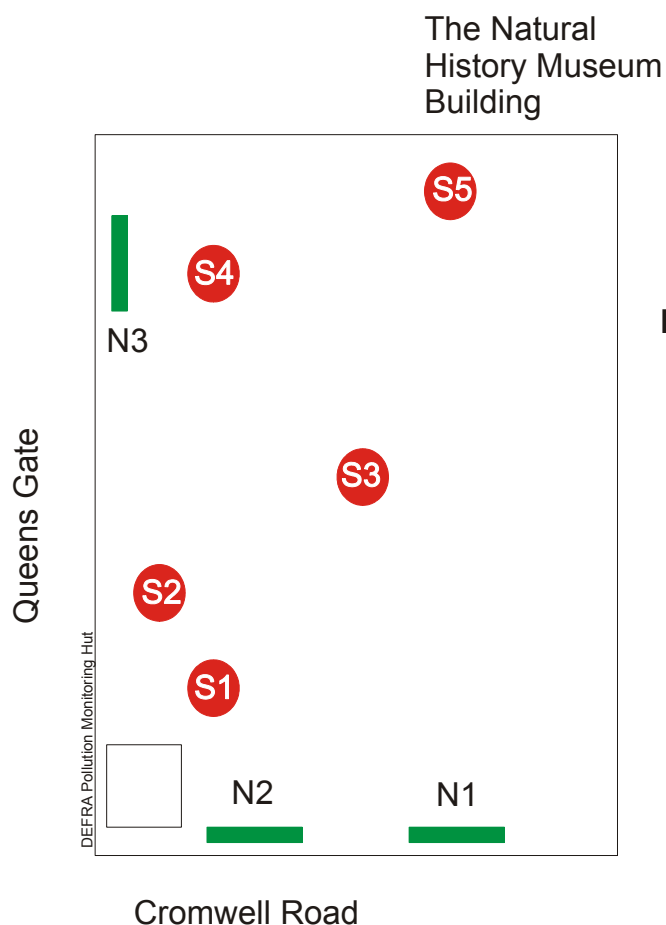 The Natural
History Museum
Building
S5
S4
N3
S3
Queens Gate
S2
S1
DEFRA Pollution Monitoring Hut
N2
N1
Cromwell Road